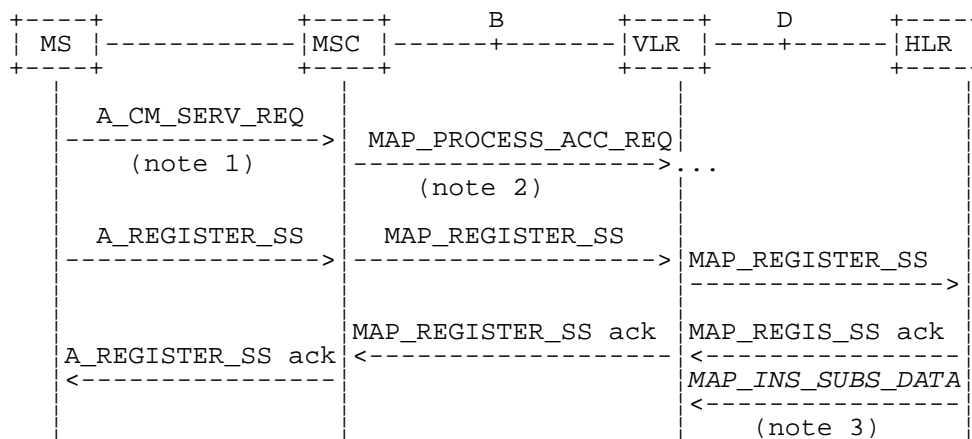 B D
MS MSC VLR HLR
A_CM_SERV_REQ
MAP_PROCESS_ACC_REQ
(note 1) ...
(note 2)
A_REGISTER_SS MAP_REGISTER_SS
MAP_REGISTER_SS
MAP_REGISTER_SS ack MAP_REGIS_SS ack
A_REGISTER_SS ack
MAP_INS_SUBS_DATA
(note 3)